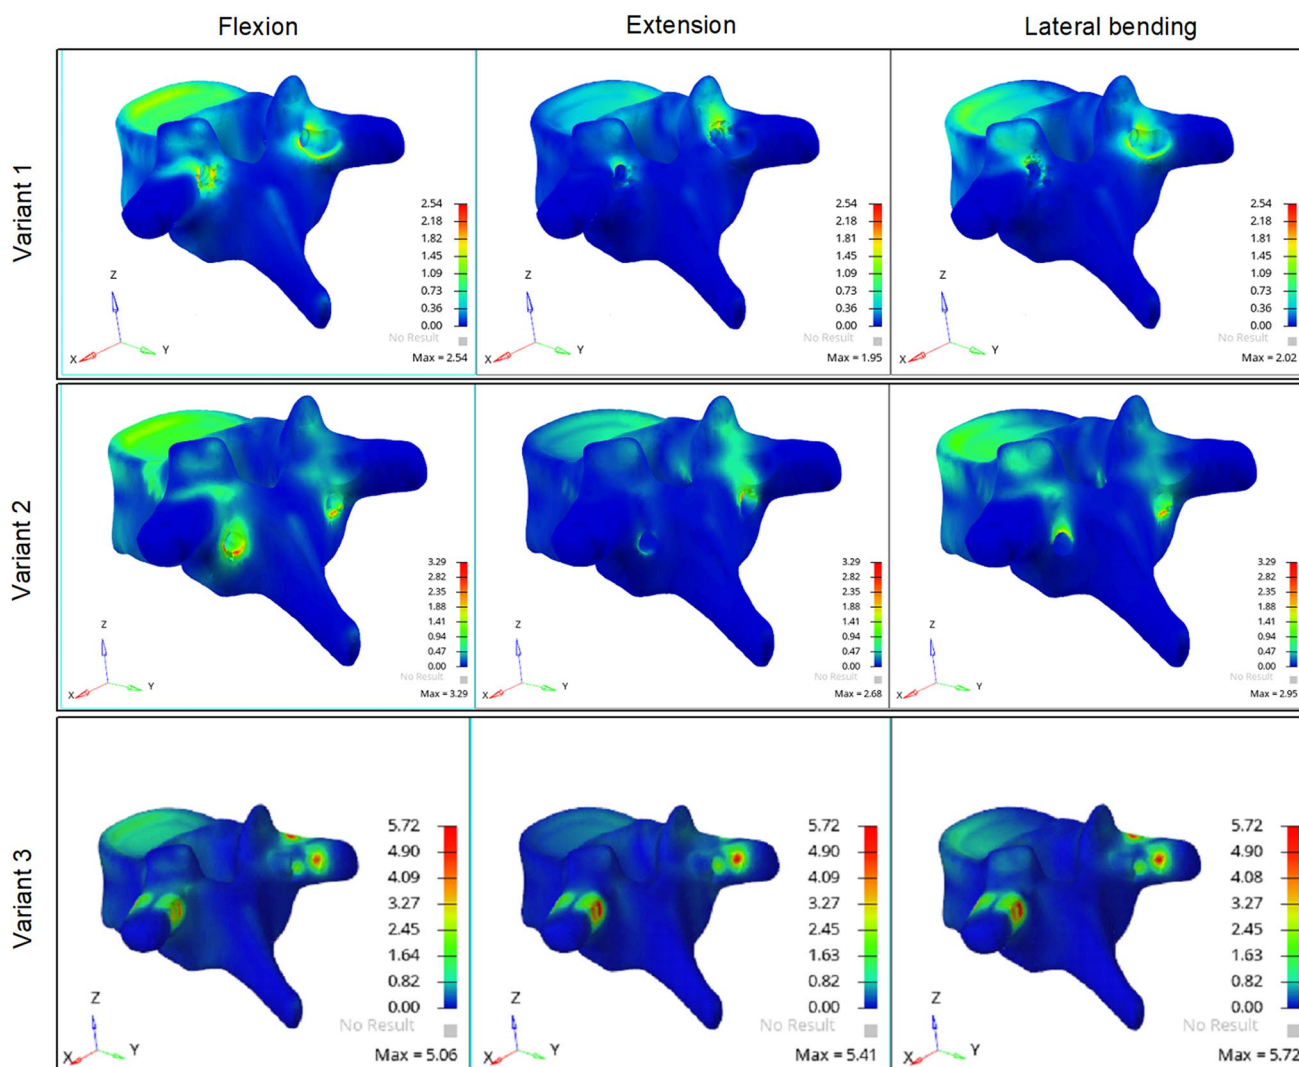 Flexion
Extension
Lateral bending
Variant 1
2.54
2.18
1.82
1.45
1.09
0.73
0.36
0.00
No Result
Max = 2.54
Z
X
Y
2.54
2.18
1.82
1.45
1.09
0.73
0.36
0.00
No Result
Max = 1.95
Z
X
Y
2.54
2.18
1.81
1.45
1.09
0.73
0.36
0.00
No Result
Max = 2.02
Z
X
Y
Variant 2
3.29
2.82
2.35
1.88
1.41
0.94
0.47
0.00
No Result
Max = 3.29
Z
X
Y
3.29
2.82
2.35
1.88
1.41
0.94
0.47
0.00
No Result
Max = 2.68
Z
X
Y
3.29
2.82
2.35
1.88
1.41
0.94
0.47
0.00
No Result
Max = 2.95
Z
X
Y
Variant 3
5.72
4.90
4.09
3.27
2.45
1.63
0.82
0.00
No Result
Max = 5.06
Z
X
Y
5.72
4.90
4.08
3.27
2.45
1.63
0.82
0.00
No Result
Max = 5.41
Z
X
Y
5.72
4.90
4.08
3.27
2.45
1.63
0.82
0.00
No Result
Max = 5.72
Z
X
Y